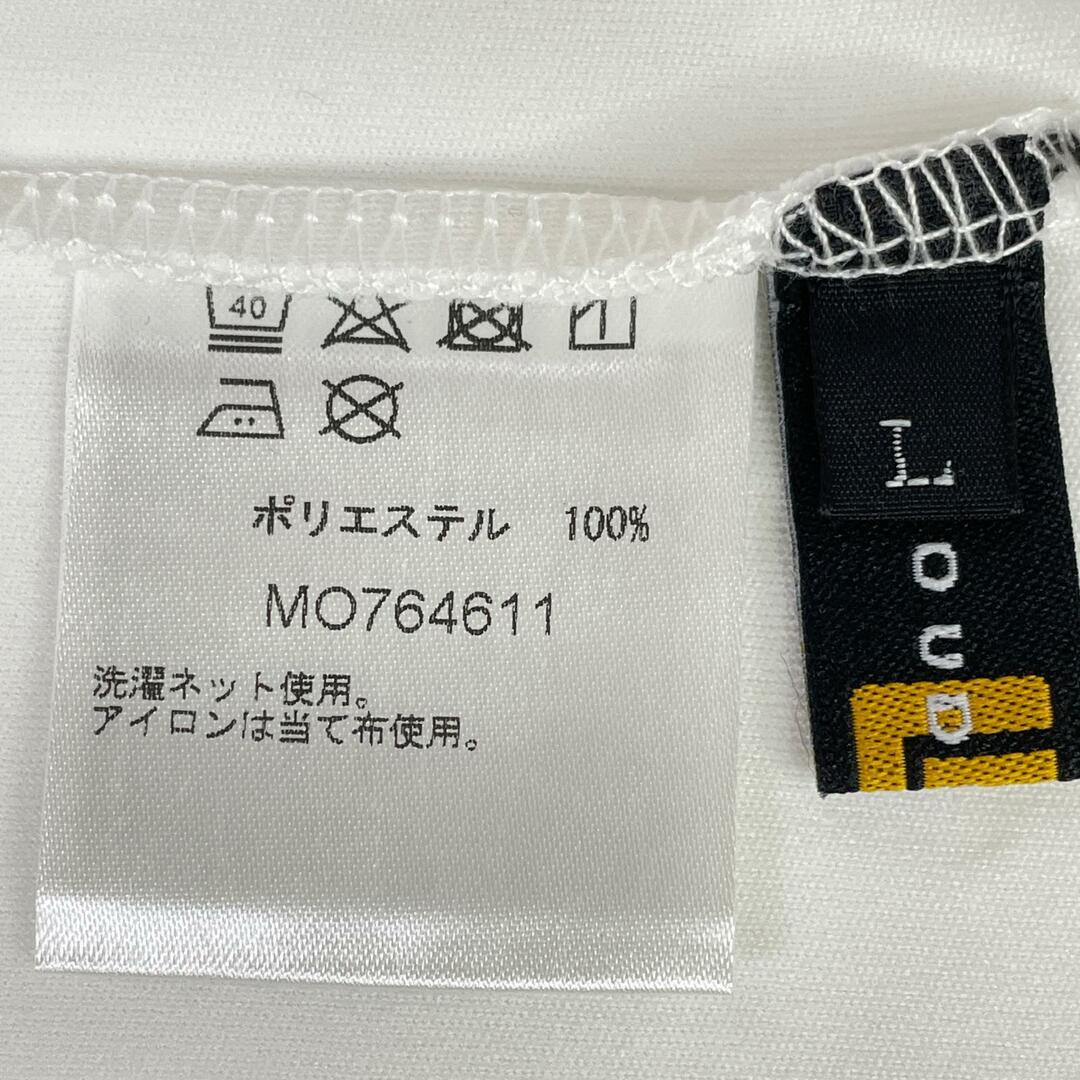 40
ポリエステル 100%
MO764611
洗濯ネット使用。
アイロンは当て布使用。
L
O
U
D